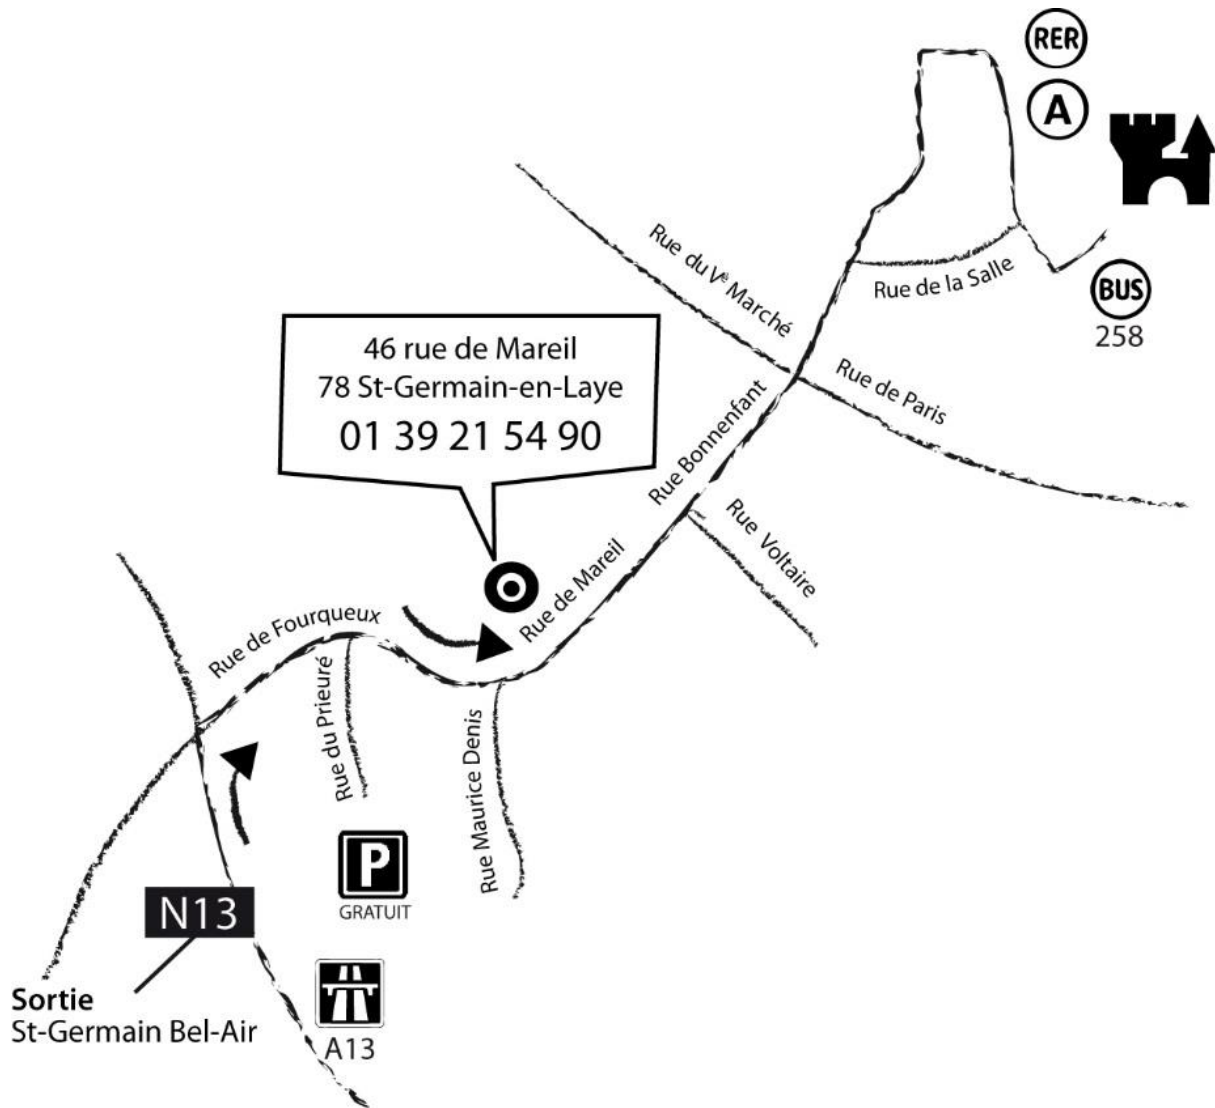 RER
A
Rue du Vˣ Marché
Rue de la Salle
BUS
258
46 rue de Mareil
78 St-Germain-en-Laye
01 39 21 54 90
Rue de Paris
Rue Bonnenfant
Rue Voltaire
Rue de Mareil
Rue de Fourqueux
Rue du Prieuré
Rue Maurice Denis
P
GRATUIT
N13
Sortie
St-Germain Bel-Air
A13